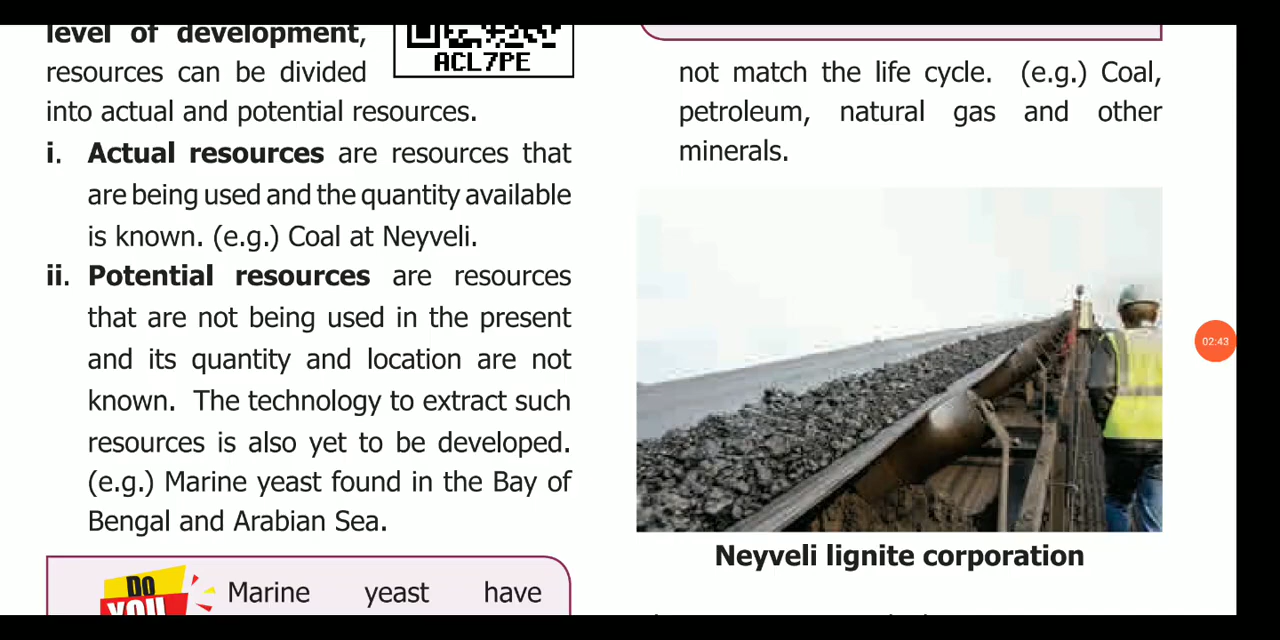 level of development,
resources can be divided
into actual and potential resources.
i. Actual resources are resources that
are being used and the quantity available
is known. (e.g.) Coal at Neyveli.
ii. Potential resources are resources
that are not being used in the present
and its quantity and location are not
known. The technology to extract such
resources is also yet to be developed.
(e.g.) Marine yeast found in the Bay of
Bengal and Arabian Sea.
DO
YOU
Marine yeast have
ACL7PE
not match the life cycle. (e.g.) Coal,
petroleum, natural gas and other
minerals.
Neyveli lignite corporation
02:43